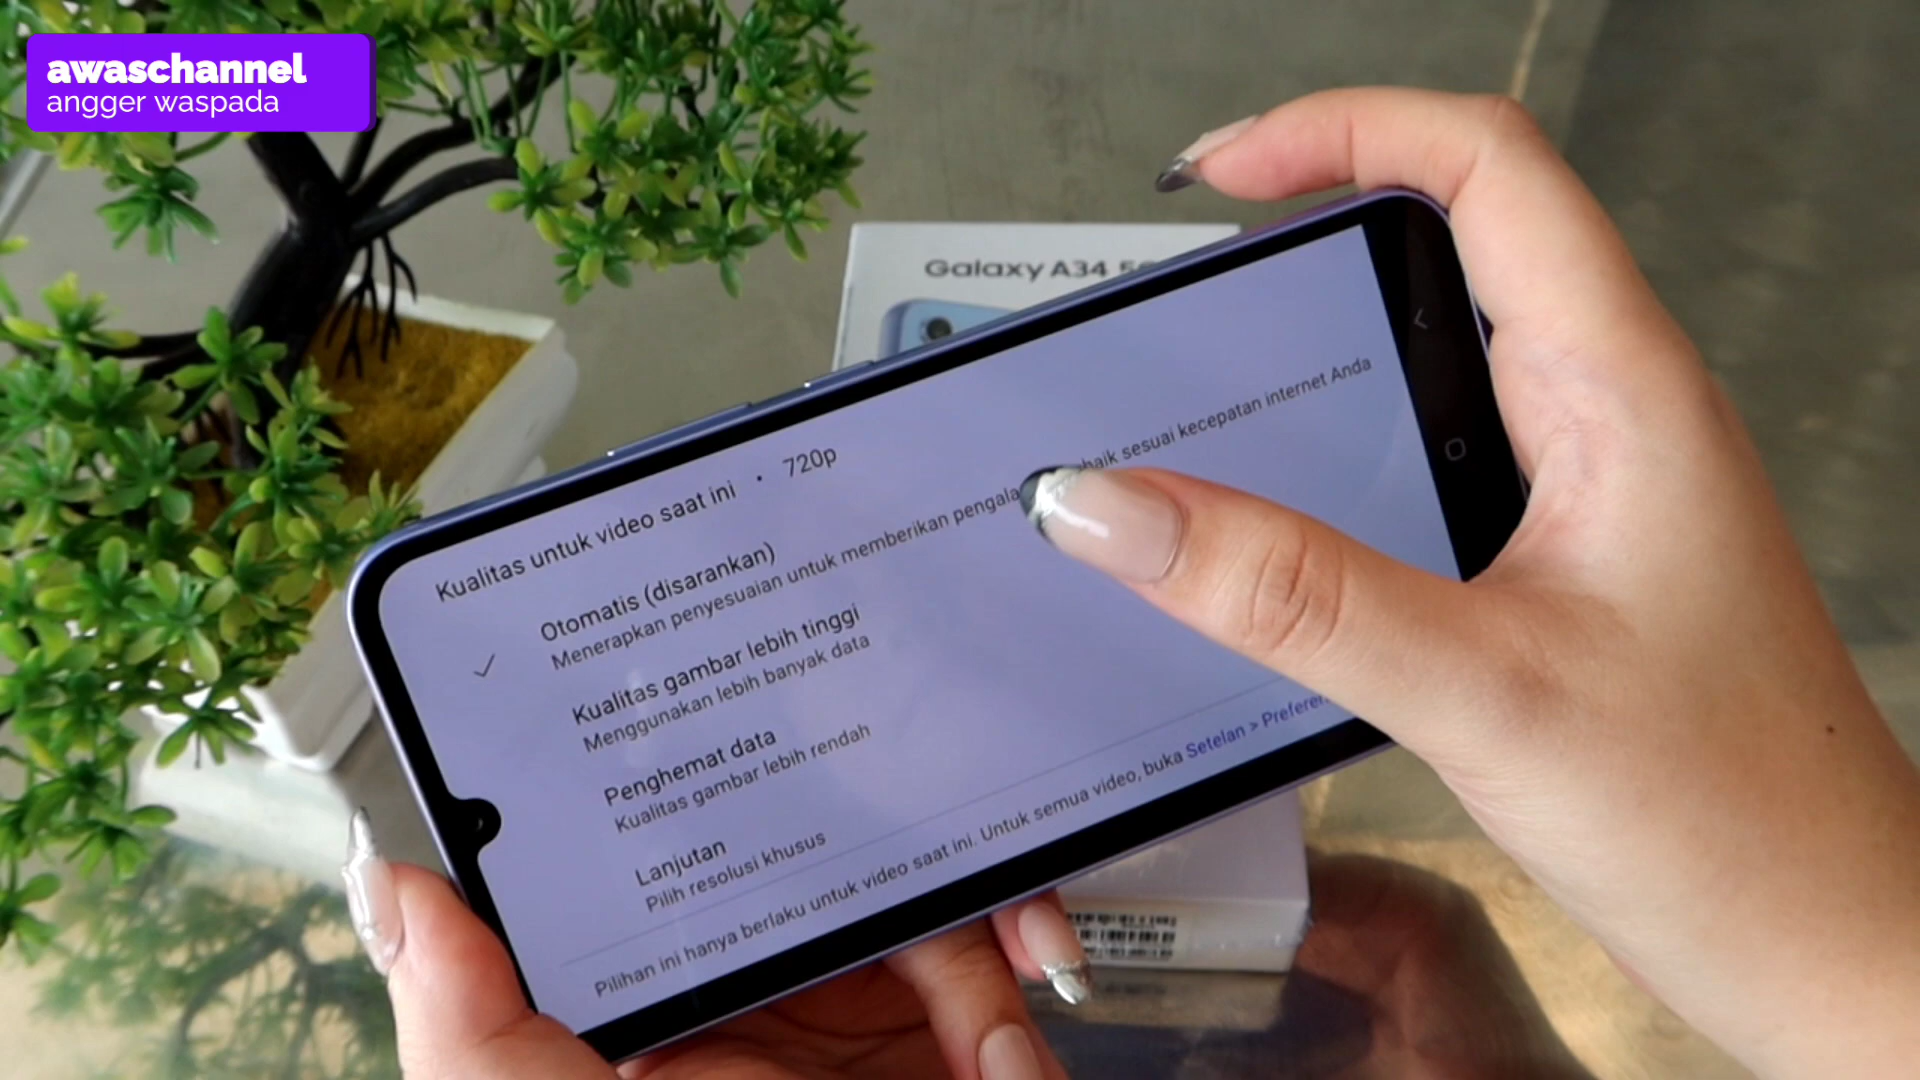 awaschannel
angger waspada
Galaxy A34
Kualitas untuk video saat ini • 720p
Otomatis (disarankan)
Menerapkan penyesuaian untuk memberikan sesuai kecepatan internet Anda
Kualitas gambar lebih tinggi
Menggunakan lebih banyak data
Penghemat data
Kualitas gambar lebih rendah
Lanjutan
Pilih resolusi khusus
Pilihan ini hanya berlaku untuk video saat ini. Untuk semua video, buka Setelan >